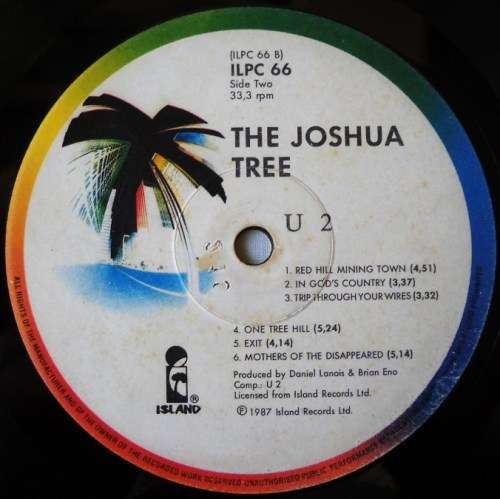 (ILPC 66 B)
ILPC 66
Side Two
33,3 rpm
THE JOSHUA
TREE
U 2
1. RED HILL MINING TOWN (4,51)
2. IN GOD'S COUNTRY (3,37)
3. TRIP THROUGH YOUR WIRES (3,32)
4. ONE TREE HILL (5,24)
5. EXIT (4,14)
6. MOTHERS OF THE DISAPPEARED (5,14)
Produced by Daniel Lanois & Brian Eno
Comp.: U 2
Licensed from Island Records Ltd.
℗ 1987 Island Records Ltd.
ISLAND®
ALL RIGHTS OF THE MANUFACTURER AND OF THE OWNER OF THE RECORDED WORK RESERVED UNAUTHORISED PUBLIC PERFORMANCE